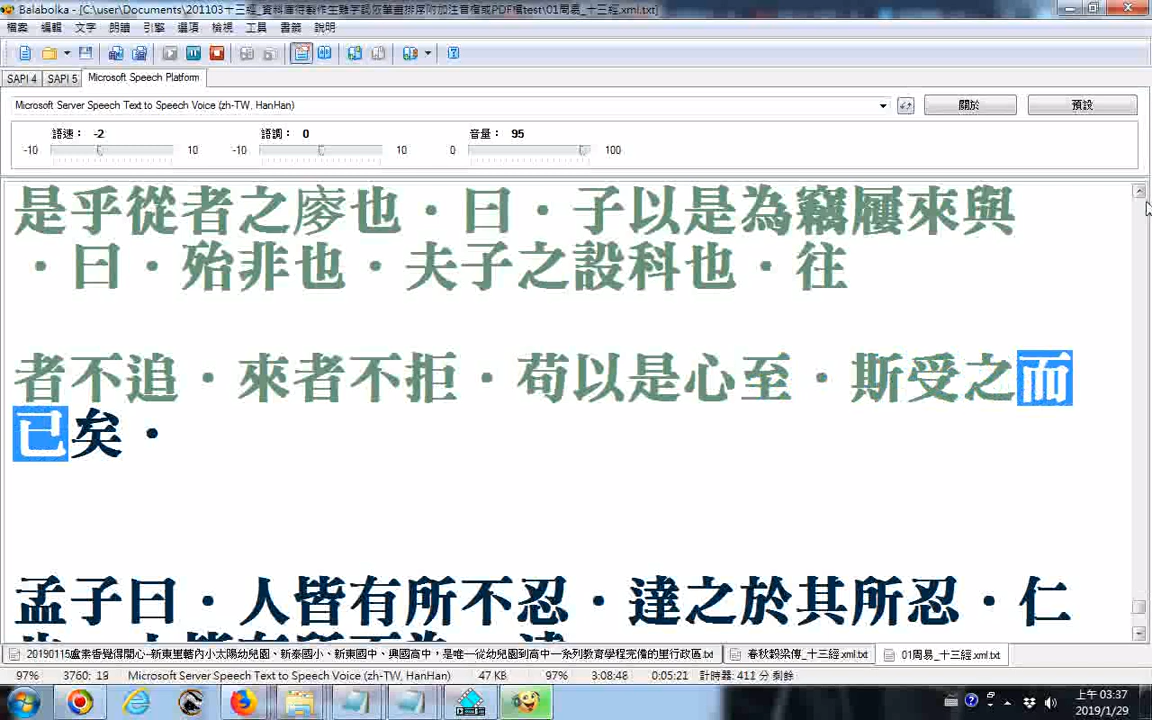 Balabolka - [C:\user\Documents\201103十三經_資料庫得製作生難字詞依筆畫排序附加注音檔或PDF檔test\01周易_十三經.xml.txt]
檔案 編輯 文字 朗讀 引擎 選項 檢視 工具 書籤 說明
SAPI 4 SAPI 5 Microsoft Speech Platform
Microsoft Server Speech Text to Speech Voice (zh-TW, HanHan) 關於 預設
語速： -2 語調： 0 音量： 95
-10 10 -10 10 0 100
是乎從者之廖也．曰．子以是為竊屨來與
．曰．殆非也．夫子之設科也．往
者不追．來者不拒．苟以是心至．斯受之而
已矣．
孟子曰．人皆有所不忍．達之於其所忍．仁
20190115盧素香覺得開心--新東里轄內小太陽幼兒園、新泰國小、新東國中、興國高中，是唯一從幼兒園到高中一系列教育學程完備的里行政區.txt 春秋穀梁傳_十三經.xml.txt 01周易_十三經.xml.txt
97% 3760: 18 Microsoft Server Speech Text to Speech Voice (zh-TW, HanHan) 47 KB 97% 3:08:48 0:05:21 計時器: 411 分 剩餘
上午 03:37
2019/1/29